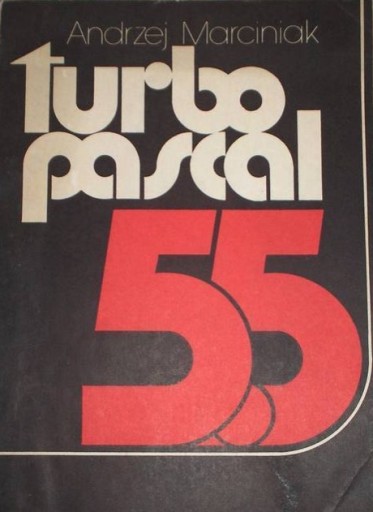 Andrzej Marciniak
turbo
pascal
5.5